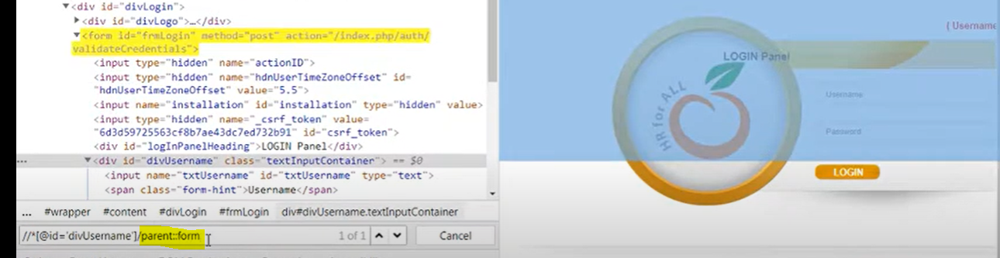 ▼<div id="divLogin">
▶<div id="divLogo">…</div>
▼<form id="frmLogin" method="post" action="/index.php/auth/
validateCredentials">
<input type="hidden" name="actionID">
<input type="hidden" name="hdnUserTimeZoneOffset" id=
"hdnUserTimeZoneOffset" value="5.5">
<input name="installation" id="installation" type="hidden" value>
<input type="hidden" name="_csrf_token" value=
"6d3d59725563cf8b7ae43dc7ed732b91" id="csrf_token">
<div id="logInPanelHeading">LOGIN Panel</div>
... ▼<div id="divUsername" class="textInputContainer"> == $0
<input name="txtUsername" id="txtUsername" type="text">
<span class="form-hint">Username</span>
... #wrapper #content #divLogin #frmLogin div#divUsername.textInputContainer
//*[@id='divUsername']/parent::form 1 of 1 Cancel
( Username
LOGIN Panel
HR for ALL
Username
Password
LOGIN